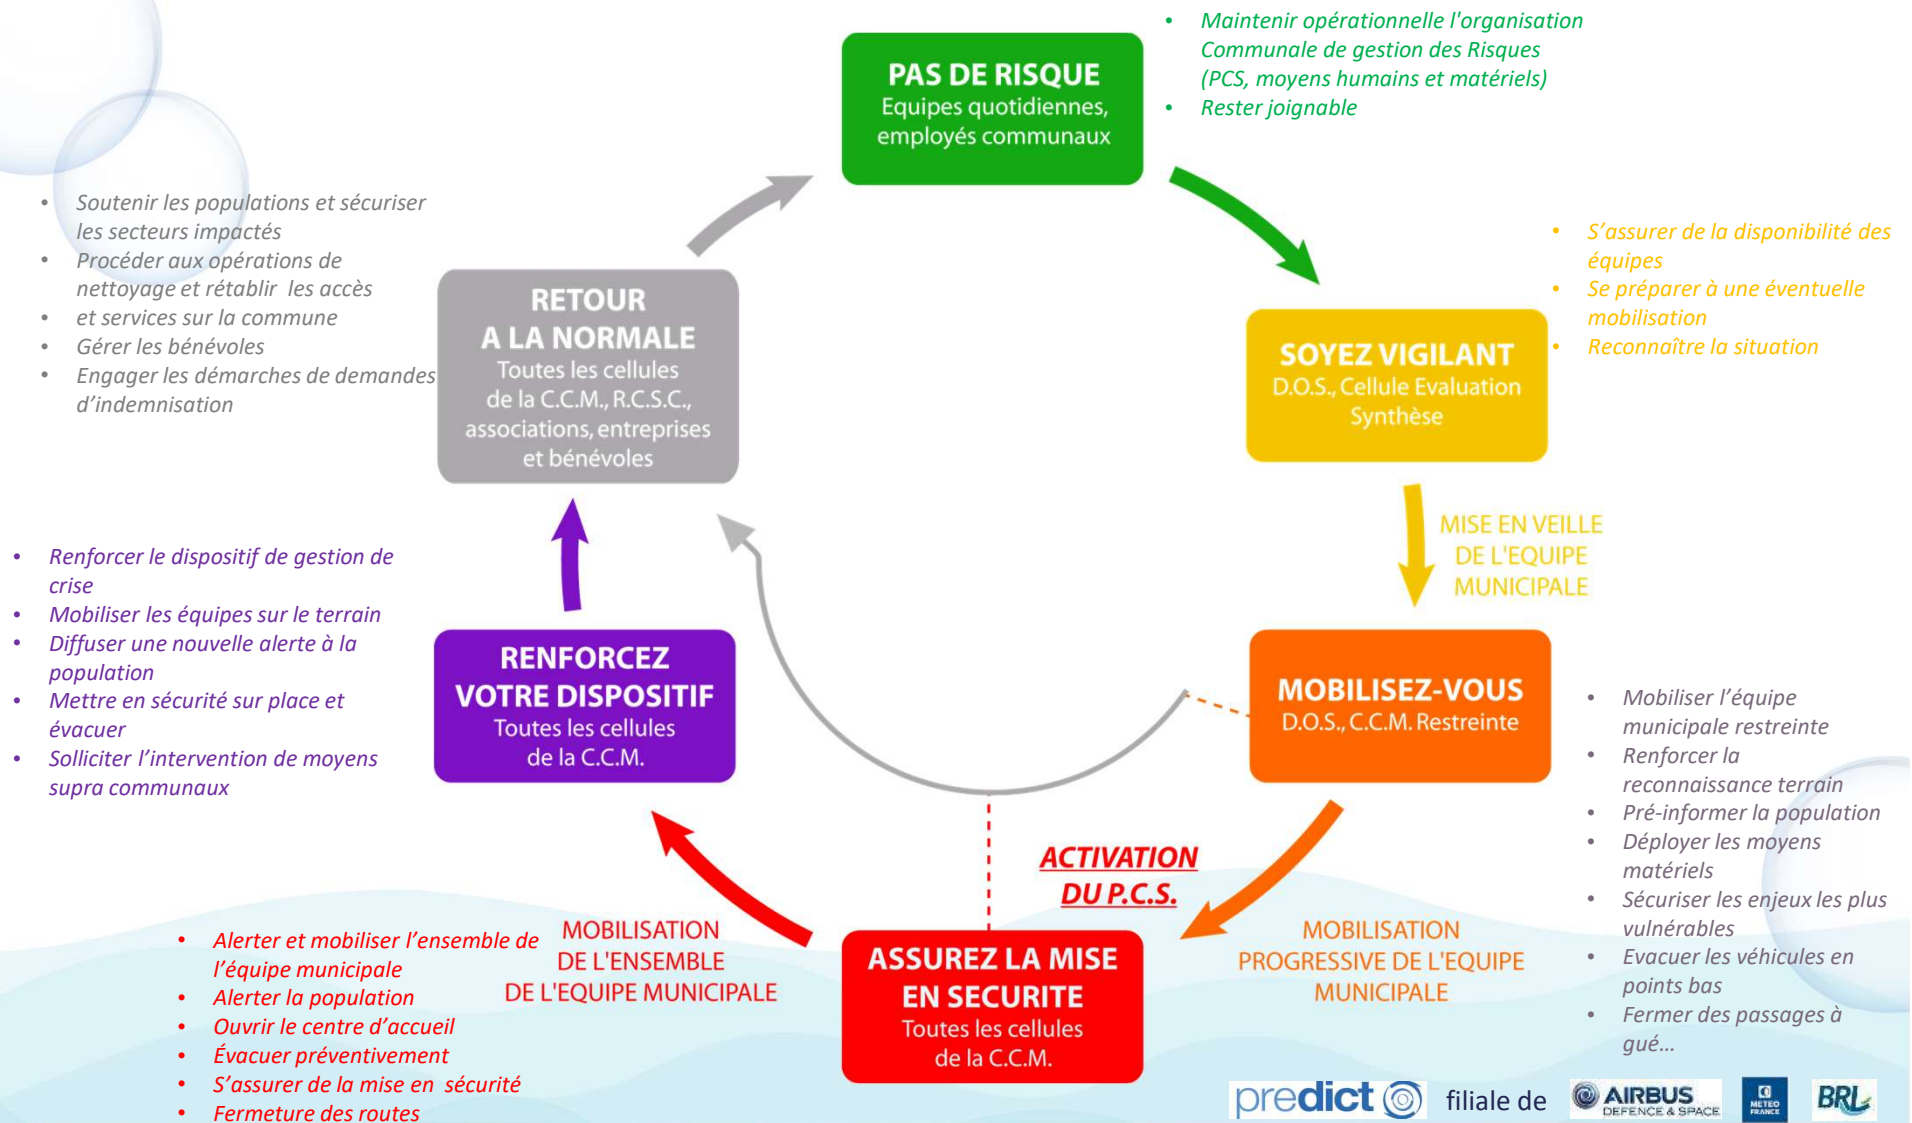 PAS DE RISQUE
Equipes quotidiennes,
employés communaux
• Maintenir opérationnelle l'organisation
Communale de gestion des Risques
(PCS, moyens humains et matériels)
• Rester joignable
SOYEZ VIGILANT
D.O.S., Cellule Evaluation
Synthèse
• S’assurer de la disponibilité des
équipes
• Se préparer à une éventuelle
mobilisation
• Reconnaître la situation
MISE EN VEILLE
DE L'EQUIPE
MUNICIPALE
MOBILISEZ-VOUS
D.O.S., C.C.M. Restreinte
• Mobiliser l’équipe
municipale restreinte
• Renforcer la
reconnaissance terrain
• Pré-informer la population
• Déployer les moyens
matériels
• Sécuriser les enjeux les plus
vulnérables
• Evacuer les véhicules en
points bas
• Fermer des passages à
gué…
ACTIVATION
DU P.C.S.
MOBILISATION
PROGRESSIVE DE L'EQUIPE
MUNICIPALE
ASSUREZ LA MISE
EN SECURITE
Toutes les cellules
de la C.C.M.
MOBILISATION
DE L'ENSEMBLE
DE L'EQUIPE MUNICIPALE
• Alerter et mobiliser l’ensemble de
l’équipe municipale
• Alerter la population
• Ouvrir le centre d’accueil
• Évacuer préventivement
• S’assurer de la mise en sécurité
• Fermeture des routes
RENFORCEZ
VOTRE DISPOSITIF
Toutes les cellules
de la C.C.M.
• Renforcer le dispositif de gestion de
crise
• Mobiliser les équipes sur le terrain
• Diffuser une nouvelle alerte à la
population
• Mettre en sécurité sur place et
évacuer
• Solliciter l’intervention de moyens
supra communaux
RETOUR
A LA NORMALE
Toutes les cellules
de la C.C.M., R.C.S.C.,
associations, entreprises
et bénévoles
• Soutenir les populations et sécuriser
les secteurs impactés
• Procéder aux opérations de
nettoyage et rétablir les accès
• et services sur la commune
• Gérer les bénévoles
• Engager les démarches de demandes
d’indemnisation
predict filiale de AIRBUS
DEFENCE & SPACE
METEO
FRANCE
BRL